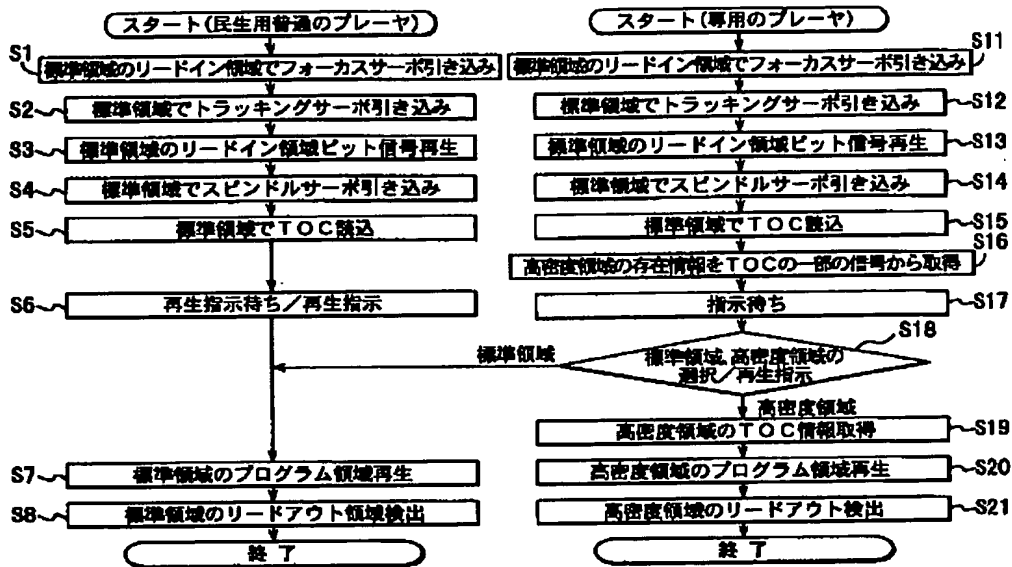 スタート(民生用普通のプレーヤ)
S1
標準領域のリードイン領域でフォーカスサーボ引き込み
S2
標準領域でトラッキングサーボ引き込み
S3
標準領域のリードイン領域ピット信号再生
S4
標準領域でスピンドルサーボ引き込み
S5
標準領域でTOC読込
S6
再生指示待ち/再生指示
S7
標準領域のプログラム領域再生
S8
標準領域のリードアウト領域検出
終了
スタート(専用のプレーヤ)
S11
標準領域のリードイン領域でフォーカスサーボ引き込み
標準領域でトラッキングサーボ引き込み
S12
標準領域のリードイン領域ピット信号再生
S13
標準領域でスピンドルサーボ引き込み
S14
標準領域でTOC読込
S15
S16
高密度領域の存在情報をTOCの一部の信号から取得
指示待ち
S17
S18
標準領域、高密度領域の
選択/再生指示
標準領域
高密度領域
高密度領域のTOC情報取得
S19
高密度領域のプログラム領域再生
S20
高密度領域のリードアウト検出
S21
終了